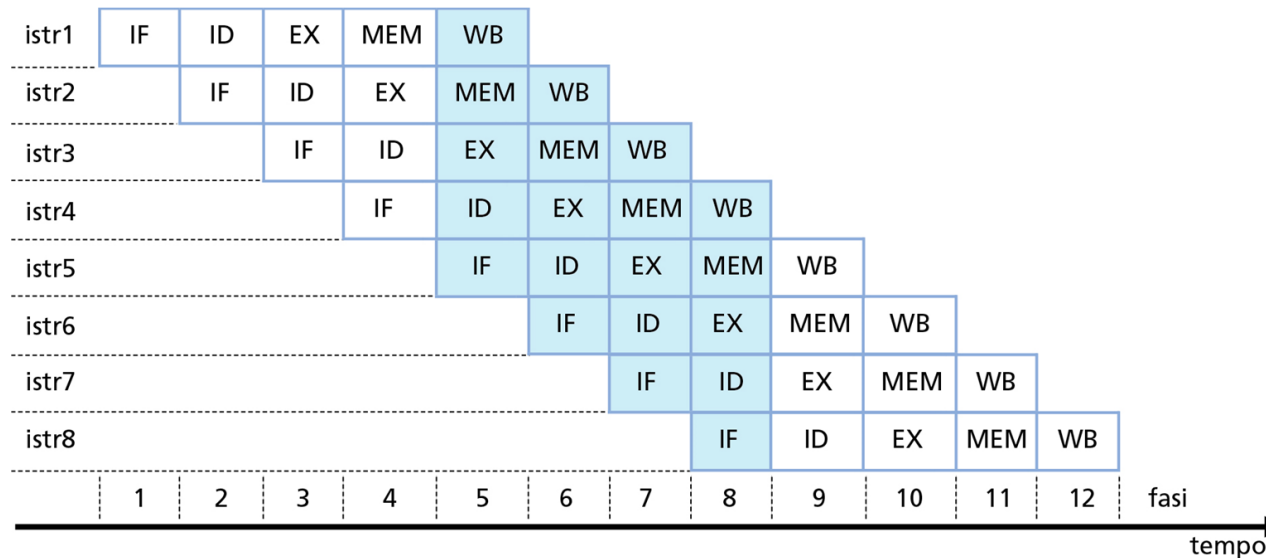 istr1 IF ID EX MEM WB
istr2 IF ID EX MEM WB
istr3 IF ID EX MEM WB
istr4 IF ID EX MEM WB
istr5 IF ID EX MEM WB
istr6 IF ID EX MEM WB
istr7 IF ID EX MEM WB
istr8 IF ID EX MEM WB
1 2 3 4 5 6 7 8 9 10 11 12 fasi
tempo